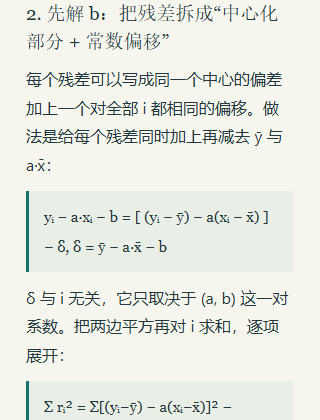 2. 先解 b：把残差拆成“中心化
部分 + 常数偏移”
每个残差可以写成同一个中心的偏差
加上一个对全部 i 都相同的偏移。做
法是给每个残差同时加上再减去 ȳ 与
a·x̄：
yᵢ − a·xᵢ − b = [ (yᵢ − ȳ) − a(xᵢ − x̄) ]
− δ, δ = ȳ − a·x̄ − b
δ 与 i 无关，它只取决于 (a, b) 这一对
系数。把两边平方再对 i 求和，逐项
展开：
Σ rᵢ² = Σ[(yᵢ−ȳ) − a(xᵢ−x̄)]² −